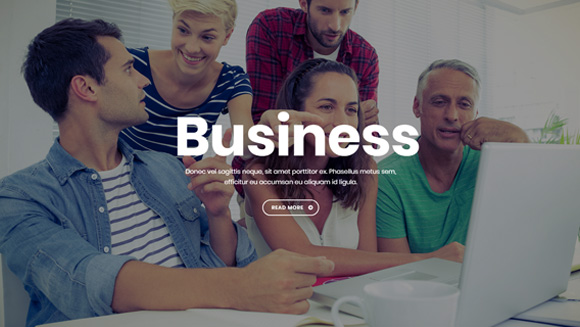 Business
Donec vel sagittis neque, sit amet porttitor ex. Phasellus metus sem,
efficitur eu accumsan eu aliquam id ligula.
READ MORE